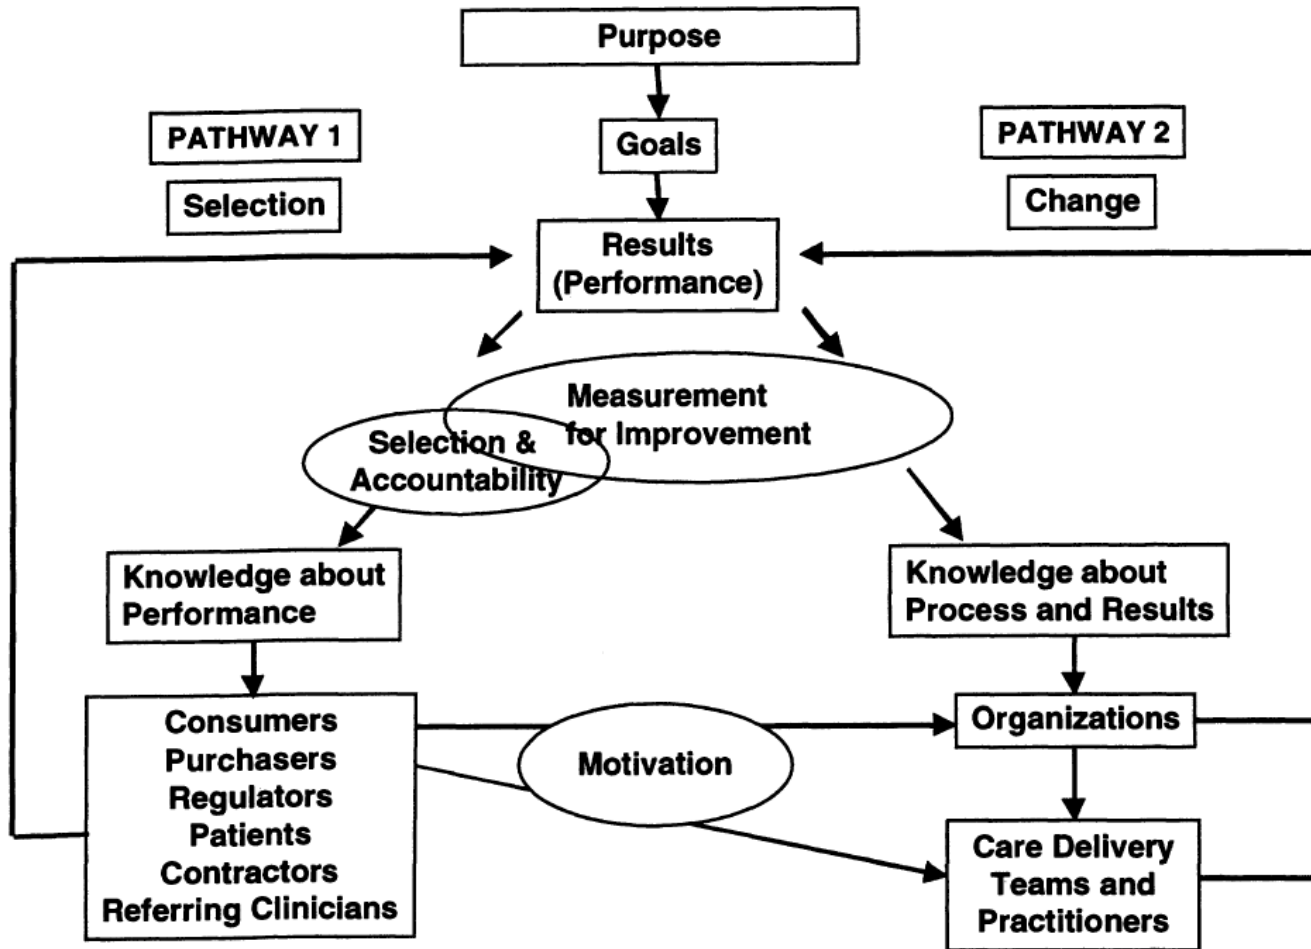 Purpose
PATHWAY 1
Goals
PATHWAY 2
Selection
Change
Results
(Performance)
Measurement
for Improvement
Selection &
Accountability
Knowledge about
Performance
Knowledge about
Process and Results
Consumers
Purchasers
Regulators
Patients
Contractors
Referring Clinicians
Motivation
Organizations
Care Delivery
Teams and
Practitioners